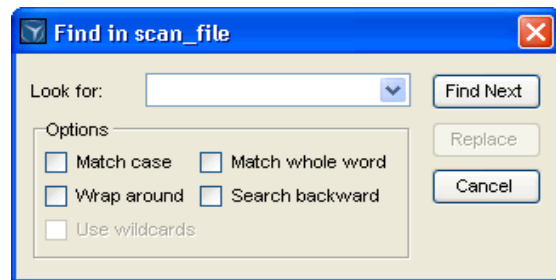 Find in scan_file
Look for:
Find Next
Options
Replace
Match case
Match whole word
Cancel
Wrap around
Search backward
Use wildcards